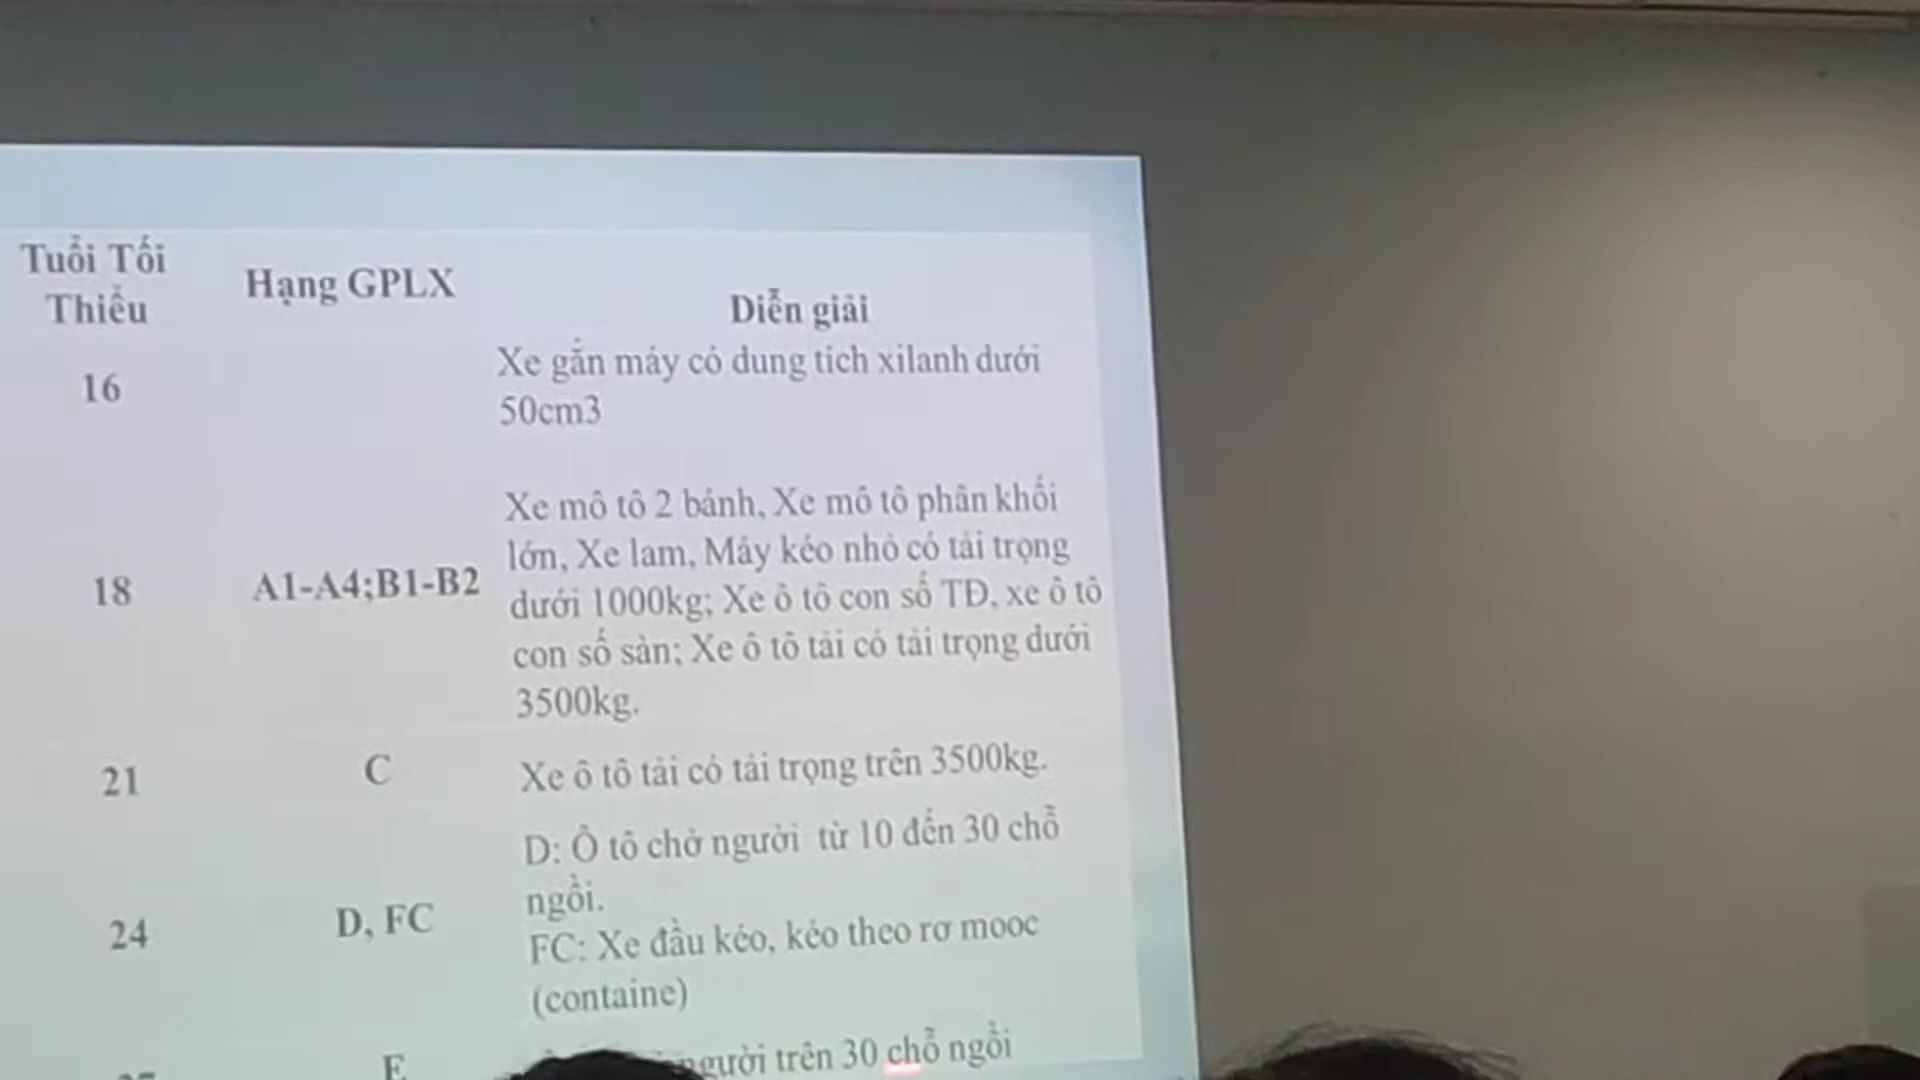 Tuổi Tối
Thiểu
Hạng GPLX
Diễn giải
16
Xe gắn máy có dung tích xilanh dưới
50cm3
18
A1-A4;B1-B2
Xe mô tô 2 bánh, Xe mô tô phân khối
lớn, Xe lam, Máy kéo nhỏ có tải trọng
dưới 1000kg; Xe ô tô con số TĐ, xe ô tô
con số sàn; Xe ô tô tải có tải trọng dưới
3500kg.
21
C
Xe ô tô tải có tải trọng trên 3500kg.
24
D, FC
D: Ô tô chở người từ 10 đến 30 chỗ
ngồi.
FC: Xe đầu kéo, kéo theo rơ mooc
(containe)
E
người trên 30 chỗ ngồi